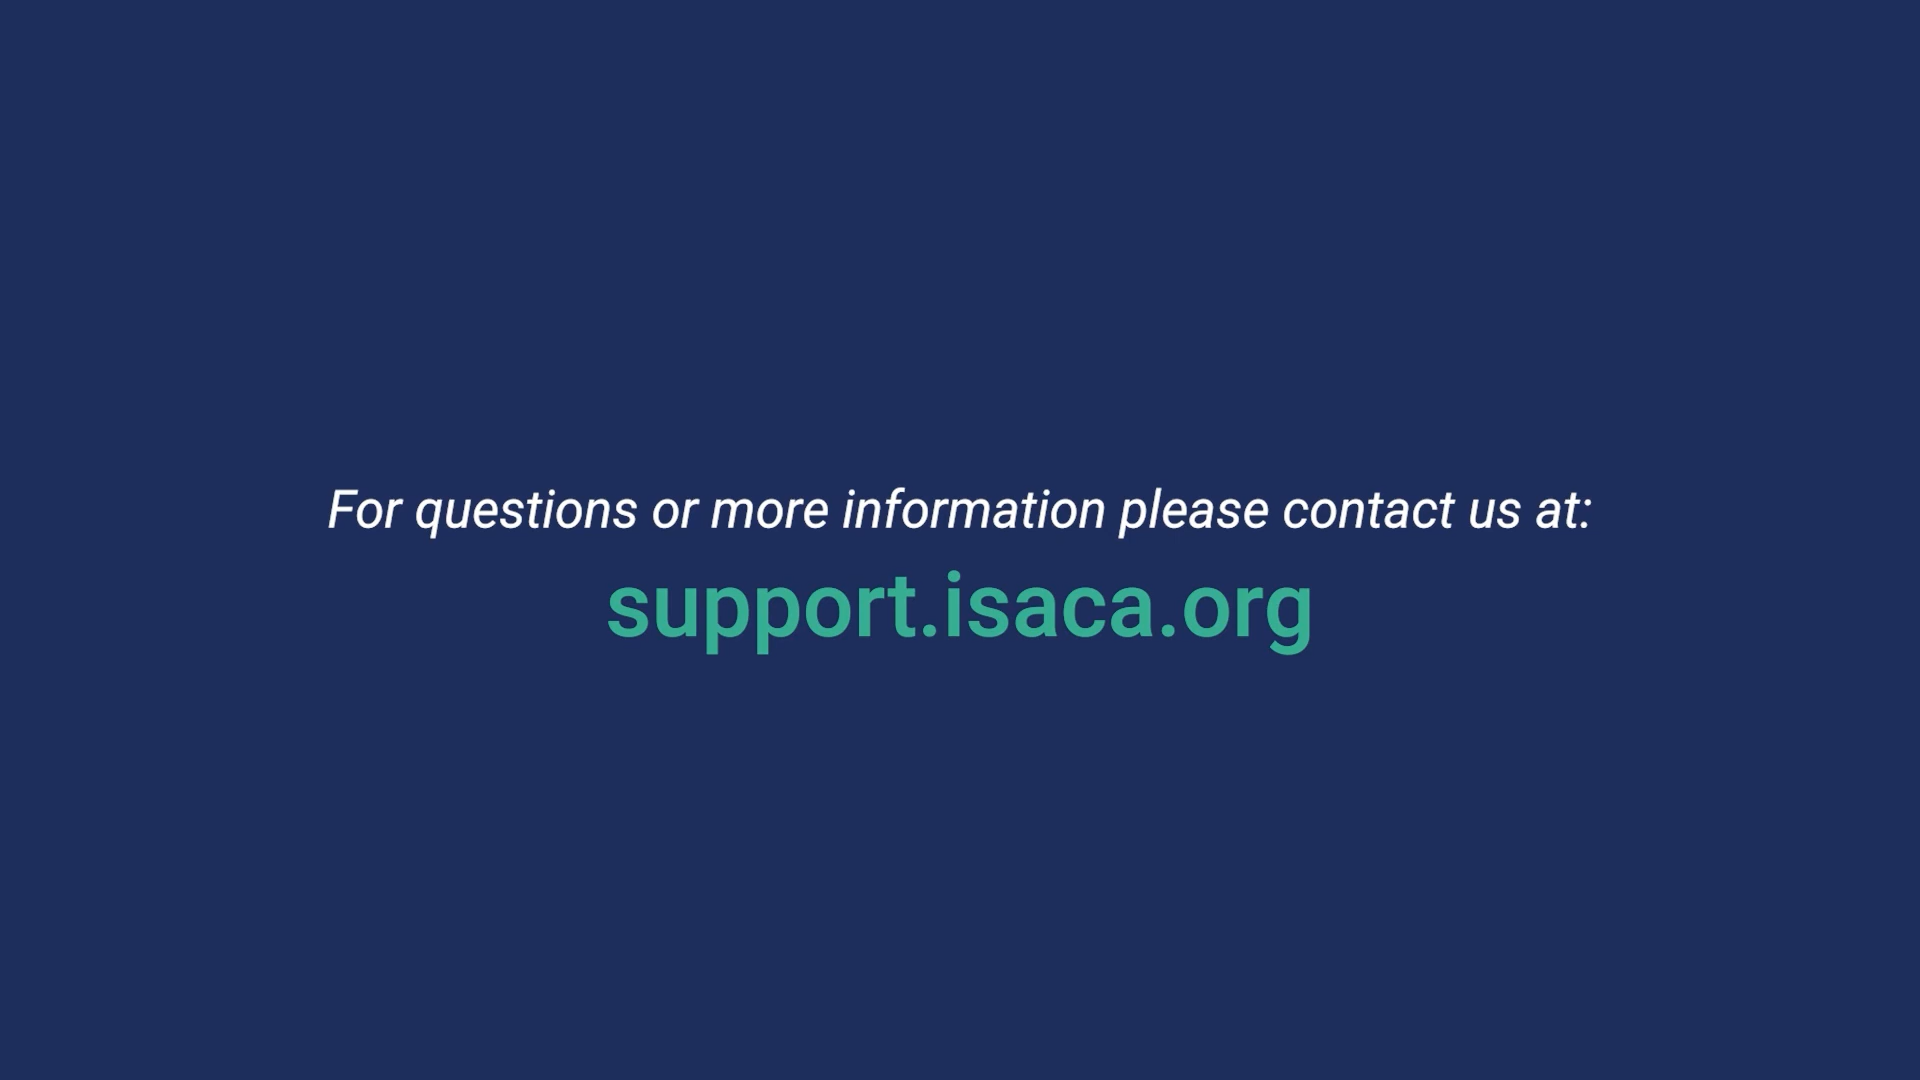 For questions or more information please contact us at:
support.isaca.org